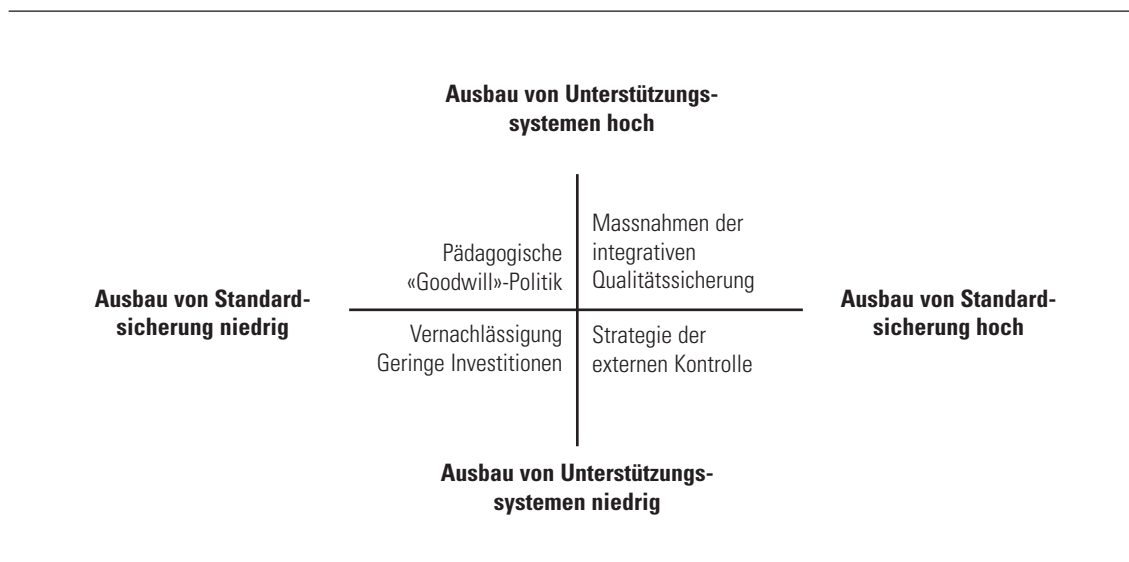 Ausbau von Unterstützungs-
systemen hoch
Pädagogische
«Goodwill»-Politik
Massnahmen der
integrativen
Qualitätssicherung
Ausbau von Standard-
sicherung niedrig
Ausbau von Standard-
sicherung hoch
Vernachlässigung
Geringe Investitionen
Strategie der
externen Kontrolle
Ausbau von Unterstützungs-
systemen niedrig